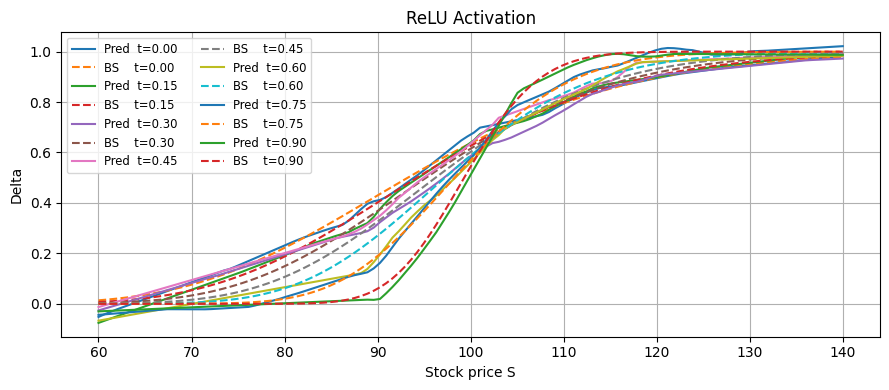 ReLU Activation
Pred t=0.00
BS t=0.00
Pred t=0.15
BS t=0.15
Pred t=0.30
BS t=0.30
Pred t=0.45
BS t=0.45
Pred t=0.60
BS t=0.60
Pred t=0.75
BS t=0.75
Pred t=0.90
BS t=0.90
Delta
1.0
0.8
0.6
0.4
0.2
0.0
60 70 80 90 100 110 120 130 140
Stock price S